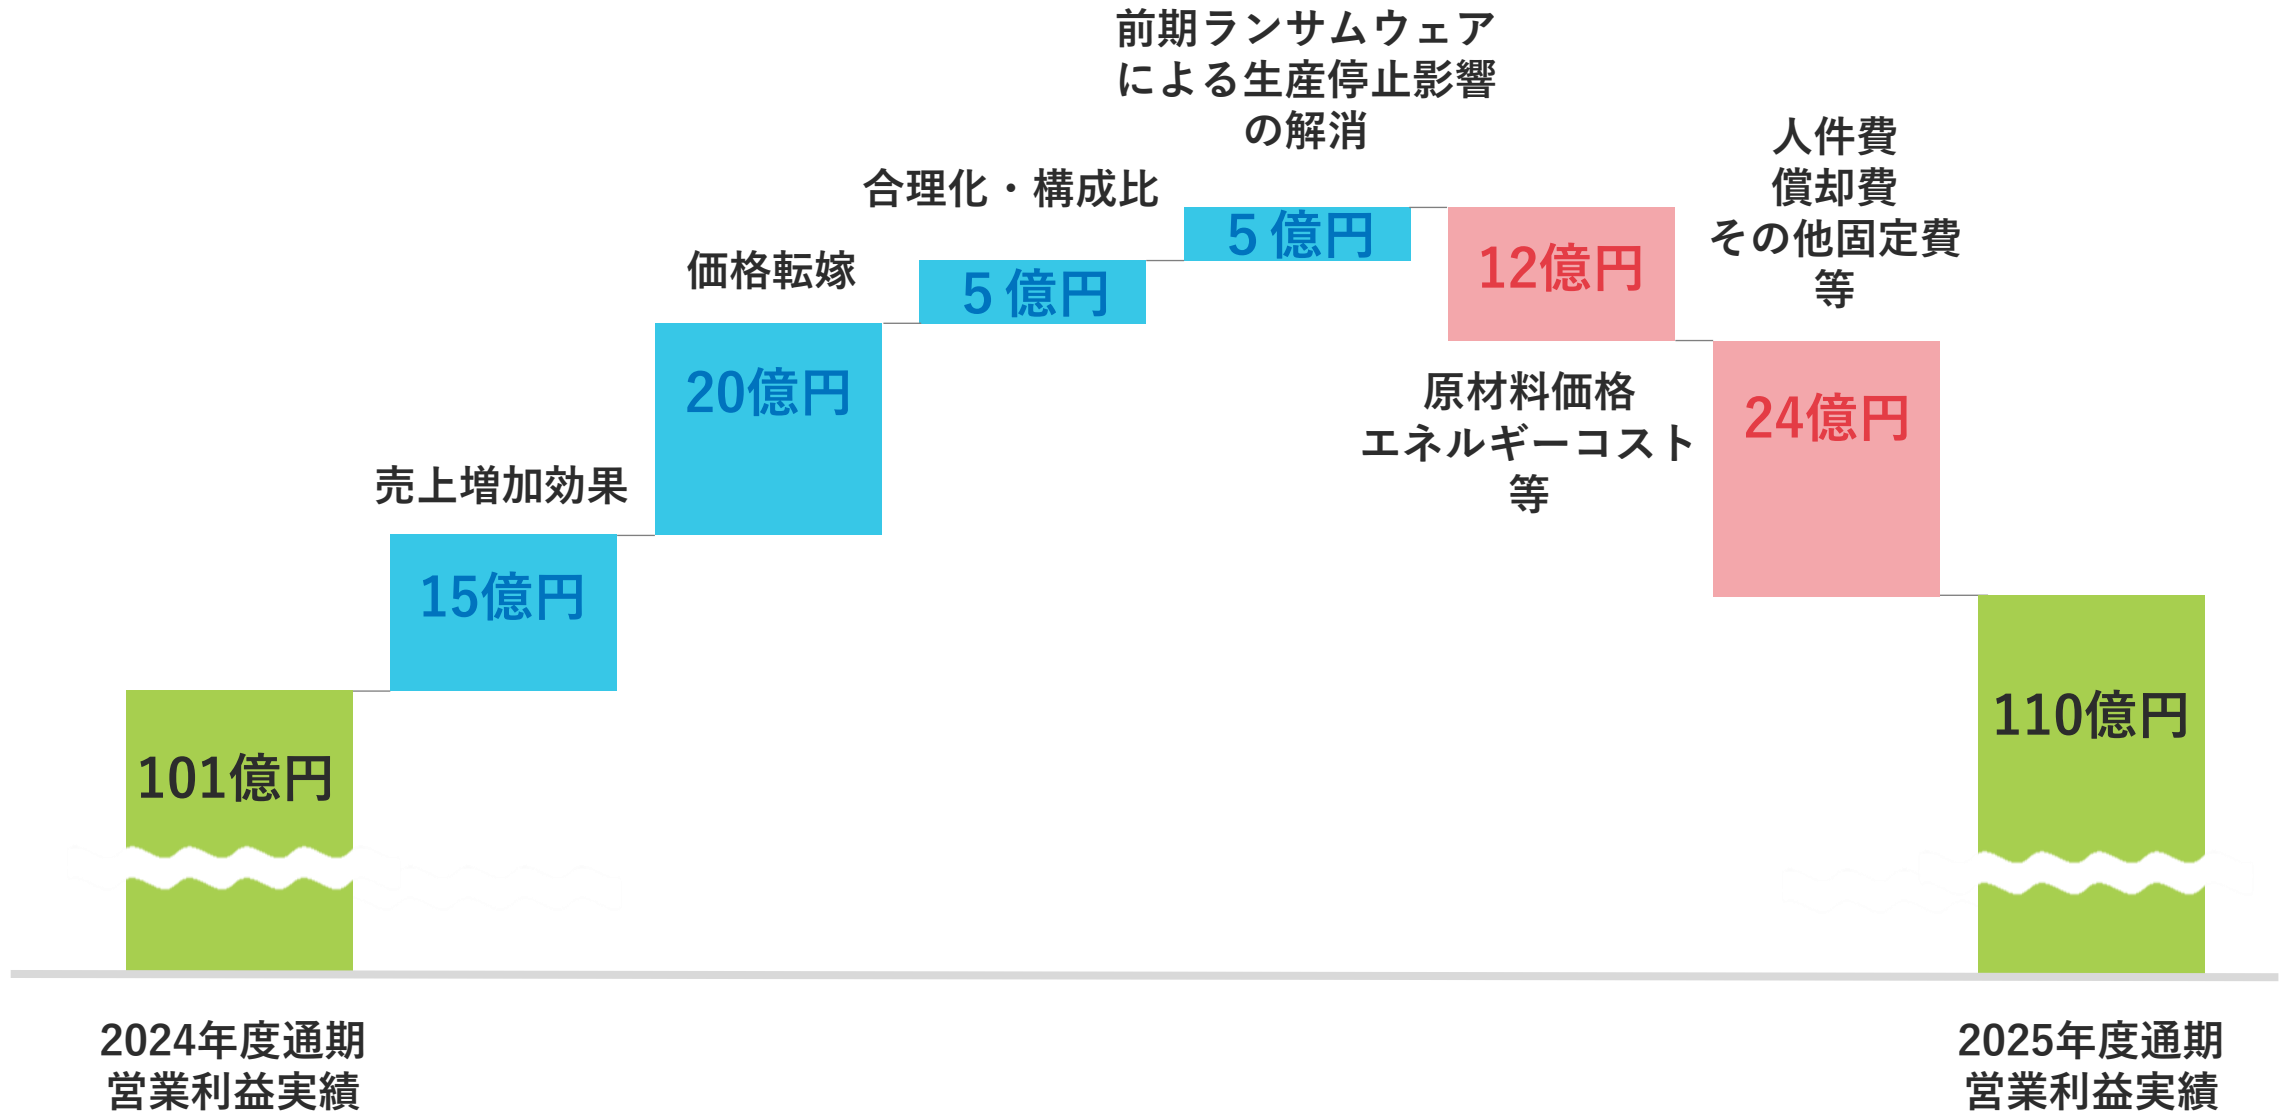 前期ランサムウェア
による生産停止影響
の解消
人件費
償却費
その他固定費
等
合理化・構成比
価格転嫁
売上増加効果
原材料価格
エネルギーコスト
等
101億円
15億円
20億円
5億円
5億円
12億円
24億円
110億円
2024年度通期
営業利益実績
2025年度通期
営業利益実績